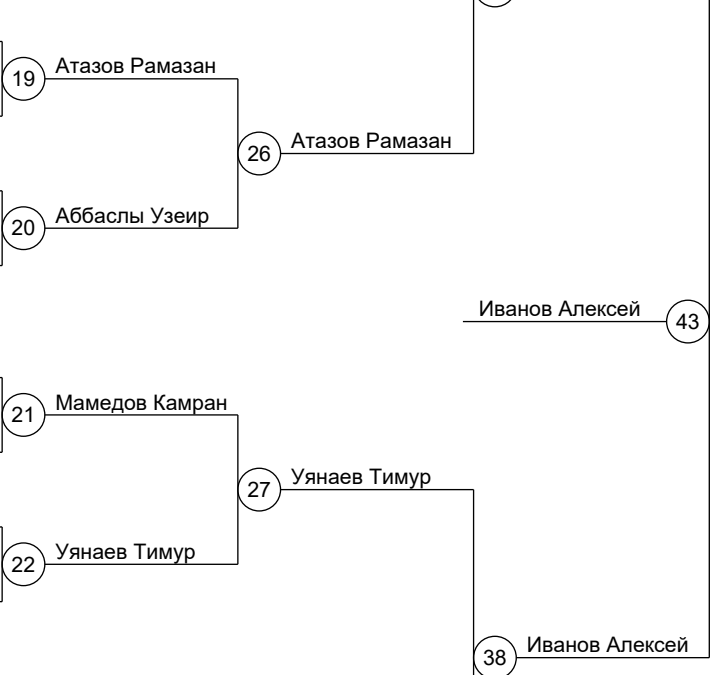 19 Атазов Рамазан
26 Атазов Рамазан
20 Аббаслы Узеир
Иванов Алексей 43
21 Мамедов Камран
27 Уянаев Тимур
22 Уянаев Тимур
38 Иванов Алексей